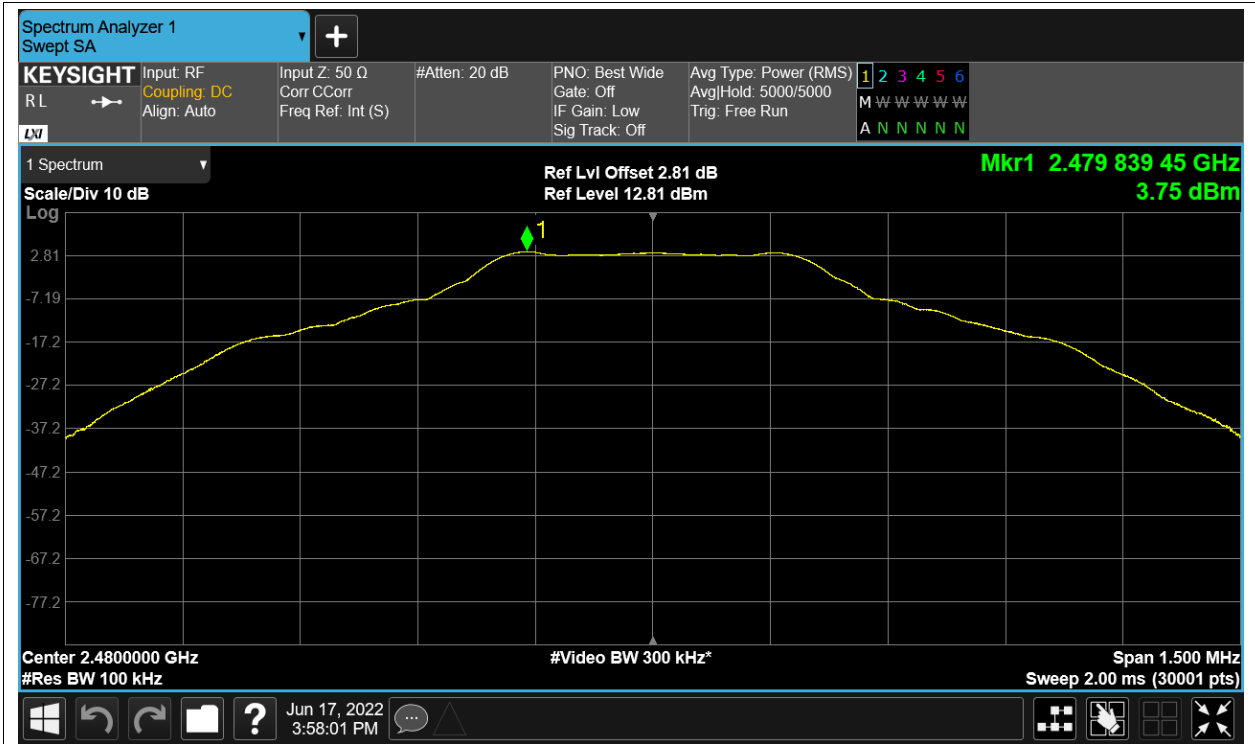 Spectrum Analyzer 1
Swept SA
KEYSIGHT
R L
LXI
Input: RF
Coupling: DC
Align: Auto
Input Z: 50 Ω
Corr CCorr
Freq Ref: Int (S)
#Atten: 20 dB
PNO: Best Wide
Gate: Off
IF Gain: Low
Sig Track: Off
Avg Type: Power (RMS)
Avg|Hold: 5000/5000
Trig: Free Run
1 2 3 4 5 6
M W W W W W
A N N N N N
1 Spectrum
Scale/Div 10 dB
Log
Ref Lvl Offset 2.81 dB
Ref Level 12.81 dBm
Mkr1 2.479 839 45 GHz
3.75 dBm
1
2.81
-7.19
-17.2
-27.2
-37.2
-47.2
-57.2
-67.2
-77.2
Center 2.4800000 GHz
#Res BW 100 kHz
#Video BW 300 kHz*
Span 1.500 MHz
Sweep 2.00 ms (30001 pts)
?
Jun 17, 2022
3:58:01 PM